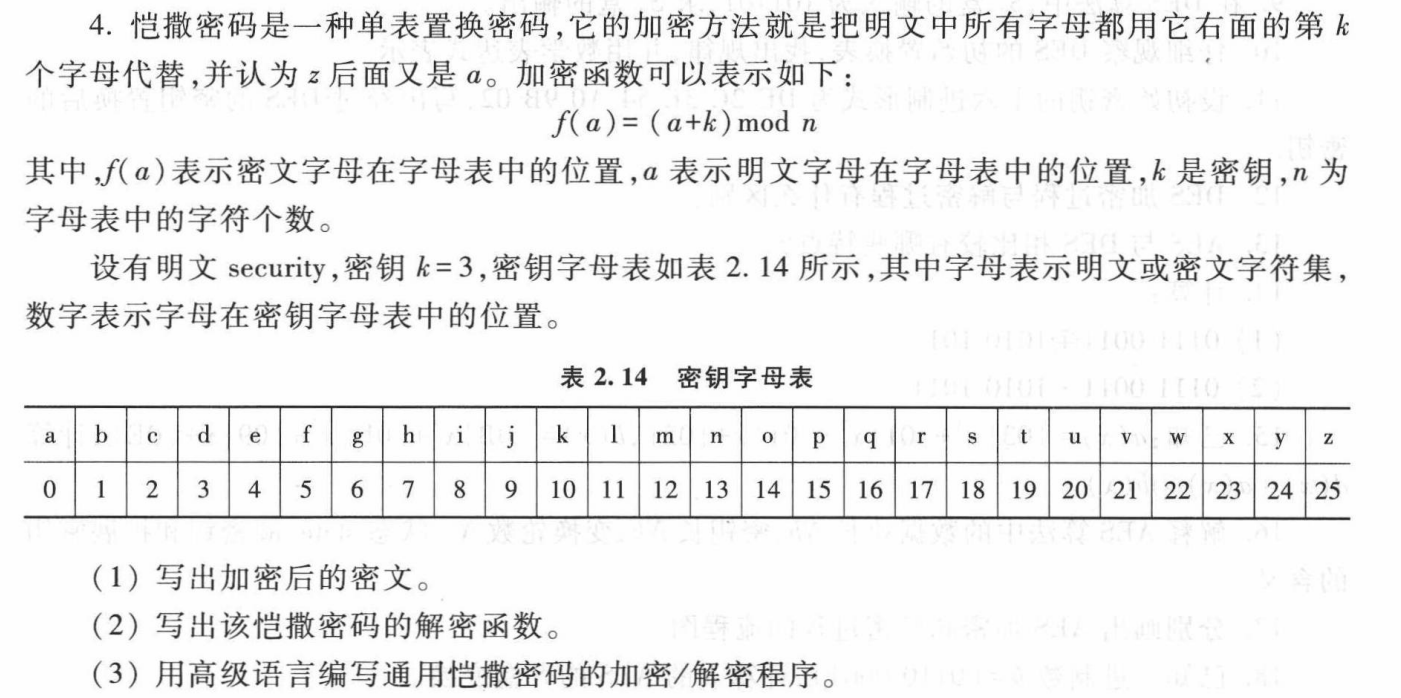 4. 恺撒密码是一种单表置换密码,它的加密方法就是把明文中所有字母都用它右面的第 k
个字母代替,并认为 z 后面又是 a。加密函数可以表示如下:
f(a)=(a+k)mod n
其中,f(a)表示密文字母在字母表中的位置,a 表示明文字母在字母表中的位置,k 是密钥,n 为
字母表中的字符个数。
设有明文 security,密钥 k=3,密钥字母表如表 2.14 所示,其中字母表示明文或密文字符集,
数字表示字母在密钥字母表中的位置。
表 2.14 密钥字母表
a b c d e f g h i j k l m n o p q r s t u v w x y z
0 1 2 3 4 5 6 7 8 9 10 11 12 13 14 15 16 17 18 19 20 21 22 23 24 25
(1) 写出加密后的密文。
(2) 写出该恺撒密码的解密函数。
(3) 用高级语言编写通用恺撒密码的加密/解密程序。